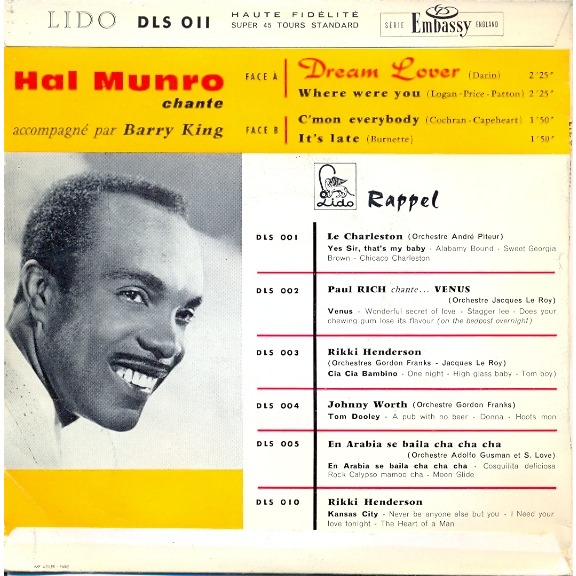 LIDO DLS 011 HAUTE FIDÉLITÉ
SUPER 45 TOURS STANDARD
SÉRIE Embassy ENGLAND
Hal Munro
chante
accompagné par Barry King
FACE A
Dream Lover (Darin) 2'25"
Where were you (Logan-Price-Patton) 2'25"
FACE B
C'mon everybody (Cochran-Capeheart) 1'50"
It's late (Burnette) 1'50"
Lido
Rappel
DLS 001 Le Charleston (Orchestre André Piteur)
Yes Sir, that's my baby - Alabamy Bound - Sweet Georgia
Brown - Chicaco Charleston
DLS 002 Paul RICH chante... VENUS
(Orchestre Jacques Le Roy)
Venus - Wonderful secret of love - Stagger lee - Does your
chewing gum lose its flavour (on the bedpost overnight)
DLS 003 Rikki Henderson
(Orchestres Gordon Franks - Jacques Le Roy)
Cia Cia Bambino - One night - High glass baby - Tom boy)
DLS 004 Johnny Worth (Orchestre Gordon Franks)
Tom Dooley - A pub with no beer - Donna - Hoots mon
DLS 005 En Arabia se baila cha cha cha
(Orchestre Adolfo Gusman et S. Love)
En Arabia se baila cha cha cha - Cosquilita deliciosa
Rock Calypso mambo cha - Moon Glide
DLS 010 Rikki Henderson
Kansas City - Never be anyone else but you - I Need your
love tonight - The Heart of a Man